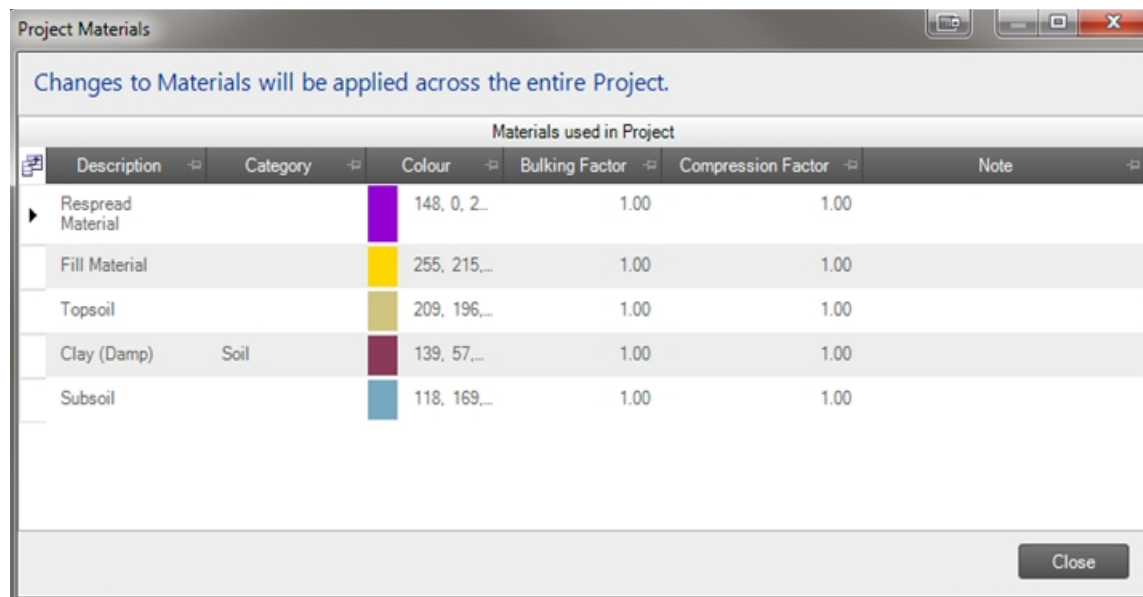 Project Materials
Changes to Materials will be applied across the entire Project.
Materials used in Project
Description Category Colour Bulking Factor Compression Factor Note
Respread
Material 148, 0, 2... 1.00 1.00
Fill Material 255, 215,... 1.00 1.00
Topsoil 209, 196,... 1.00 1.00
Clay (Damp) Soil 139, 57,... 1.00 1.00
Subsoil 118, 169,... 1.00 1.00
Close